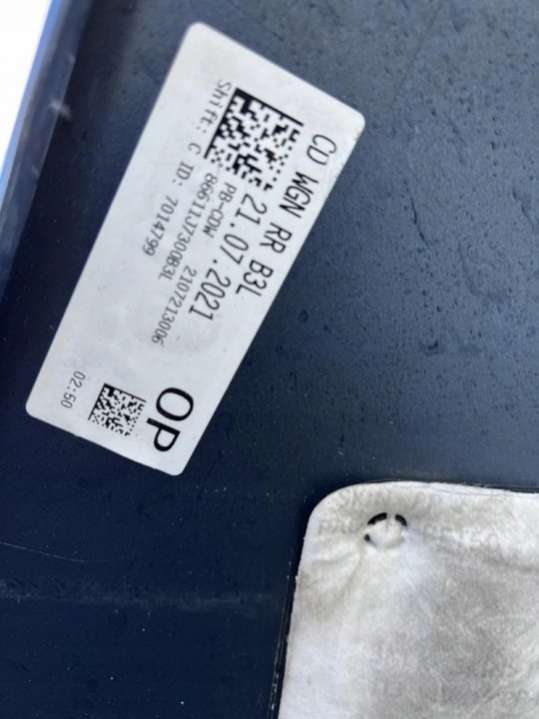 CD WGN RR B3L
21.07.2021
PB-CDW
86611J7300B3L 2107213006
Shift: C ID: 7014799
OP
02:50